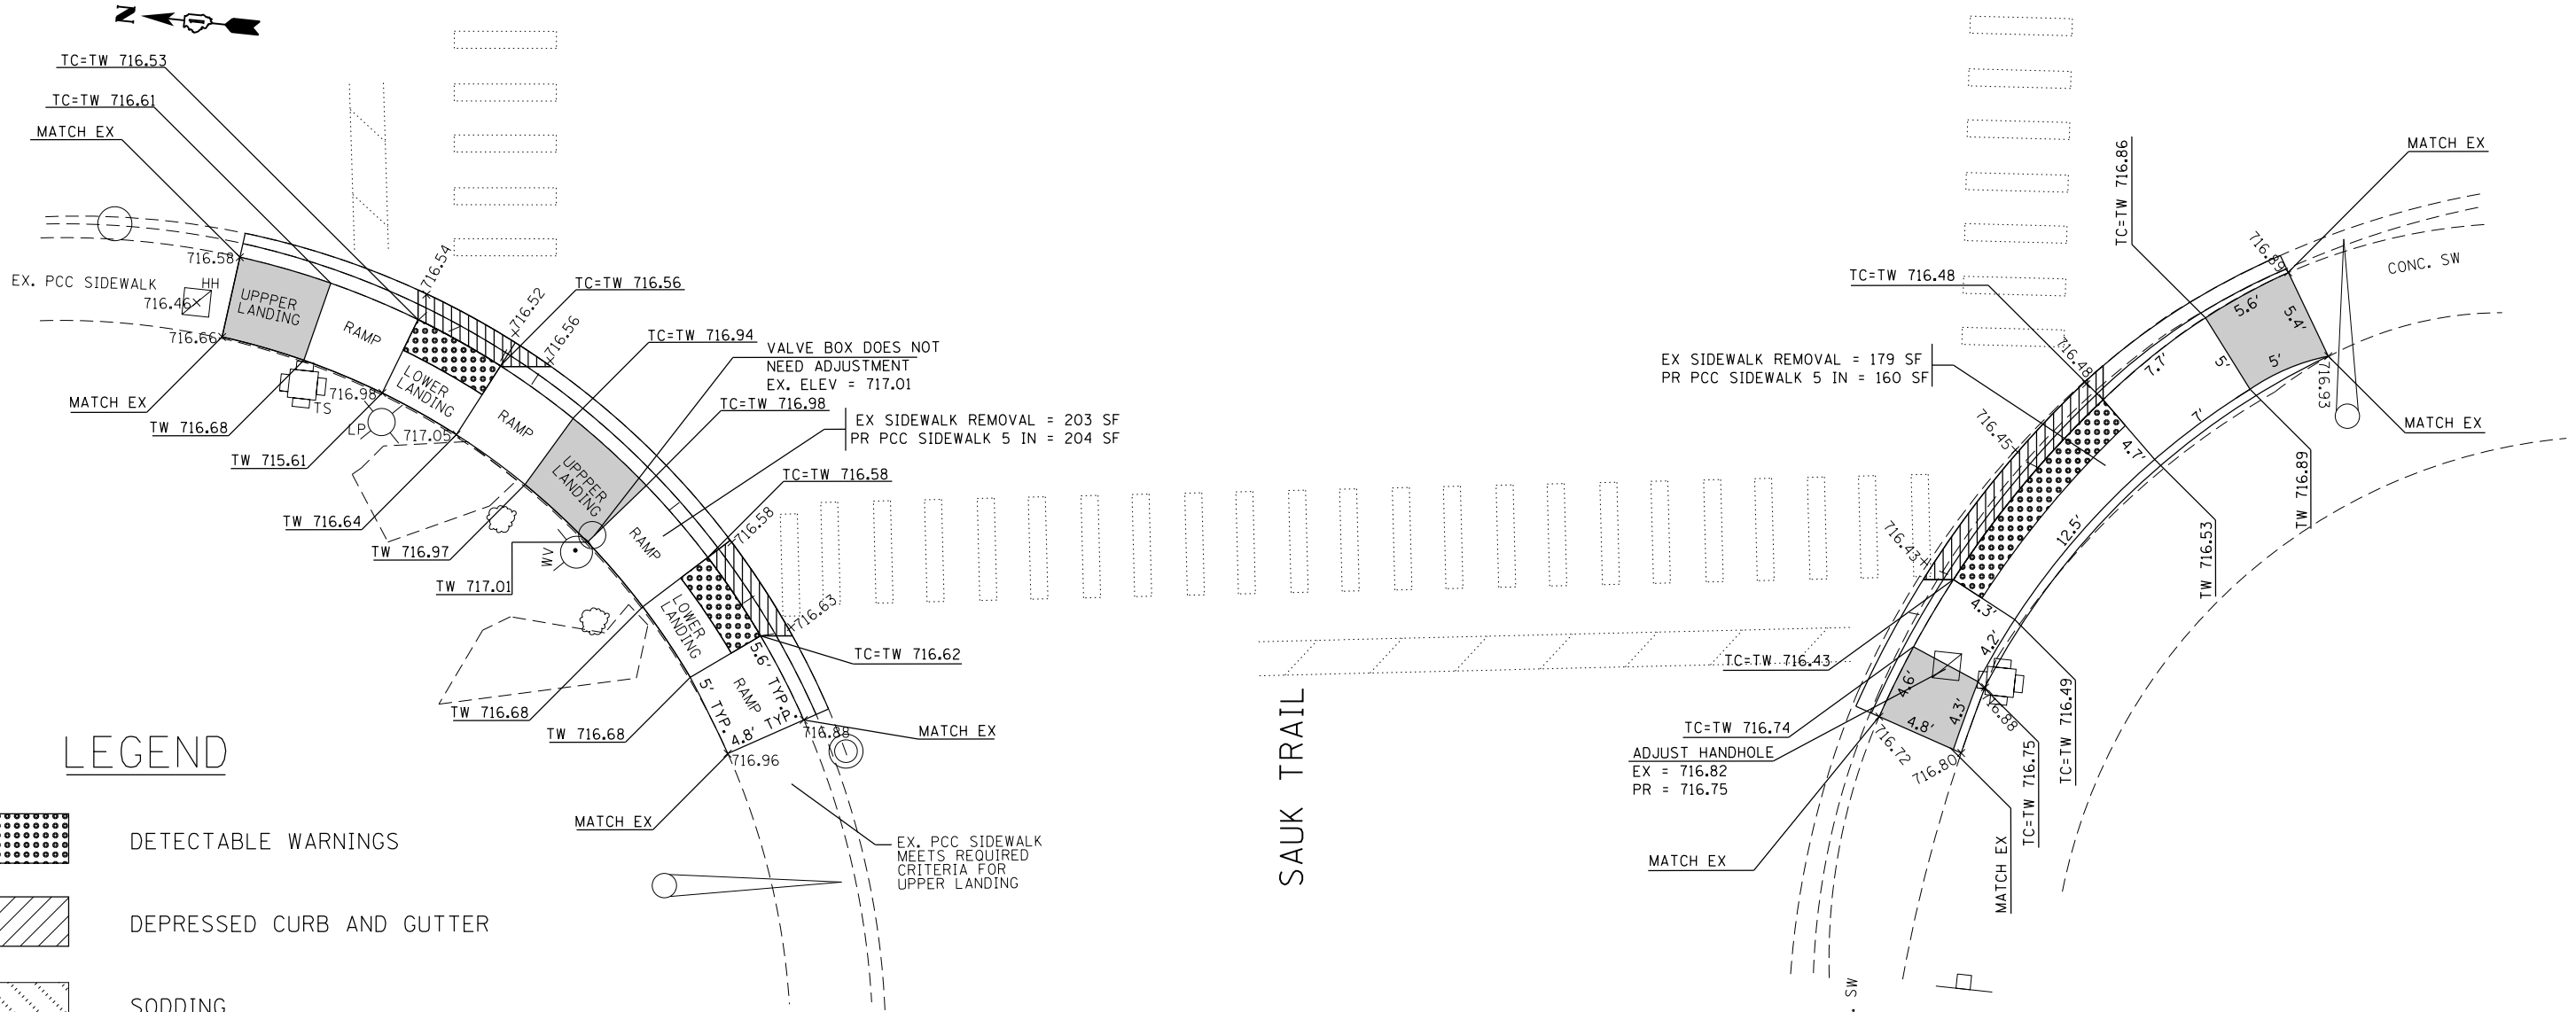 N
TC=TW 716.53
TC=TW 716.61
MATCH EX
716.58
EX. PCC SIDEWALK
HH
716.46
716.66
UPPPER
LANDING
RAMP
716.54
716.52
716.56
TC=TW 716.56
TC=TW 716.94
VALVE BOX DOES NOT
NEED ADJUSTMENT
EX. ELEV = 717.01
TC=TW 716.98
EX SIDEWALK REMOVAL = 203 SF
PR PCC SIDEWALK 5 IN = 204 SF
TC=TW 716.58
716.58
MATCH EX
TS
716.98
LP
717.05
LOWER
LANDING
RAMP
TW 716.68
TW 715.61
UPPER
LANDING
TW 716.64
TW 716.97
WV
TW 717.01
RAMP
LOWER
LANDING
716.63
TC=TW 716.62
5.6' TYP.
RAMP
5' TYP.
4.8' TYP.
TW 716.68
TW 716.68
716.88
MATCH EX
716.96
MATCH EX
EX. PCC SIDEWALK
MEETS REQUIRED
CRITERIA FOR
UPPER LANDING
LEGEND
DETECTABLE WARNINGS
DEPRESSED CURB AND GUTTER
SODDING
SAUK TRAIL
TC=TW 716.86
MATCH EX
716.89
CONC. SW
TC=TW 716.48
5.6'
5.4'
5'
5'
716.93
MATCH EX
716.48
7.7'
EX SIDEWALK REMOVAL = 179 SF
PR PCC SIDEWALK 5 IN = 160 SF
716.45
4.7'
7'
TW 716.89
716.43
12.5'
TW 716.53
4.3'
TC=TW 716.43
4.2'
4.6'
4.3'
4.8'
716.88
TC=TW 716.49
TC=TW 716.74
716.72
716.80
TC=TW 716.75
ADJUST HANDHOLE
EX = 716.82
PR = 716.75
MATCH EX
MATCH EX
. SW